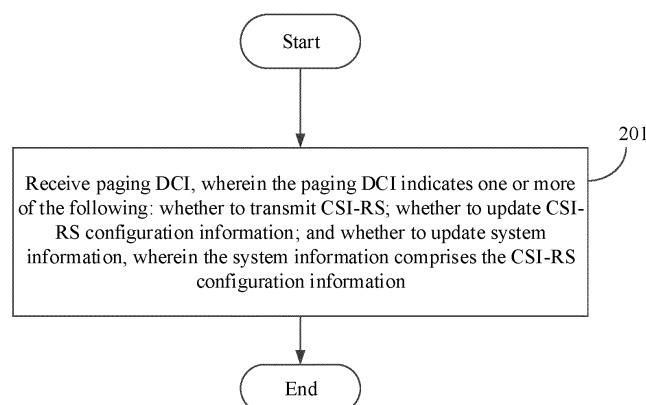 Start
201
Receive paging DCI, wherein the paging DCI indicates one or more
of the following: whether to transmit CSI-RS; whether to update CSI-
RS configuration information; and whether to update system
information, wherein the system information comprises the CSI-RS
configuration information
End